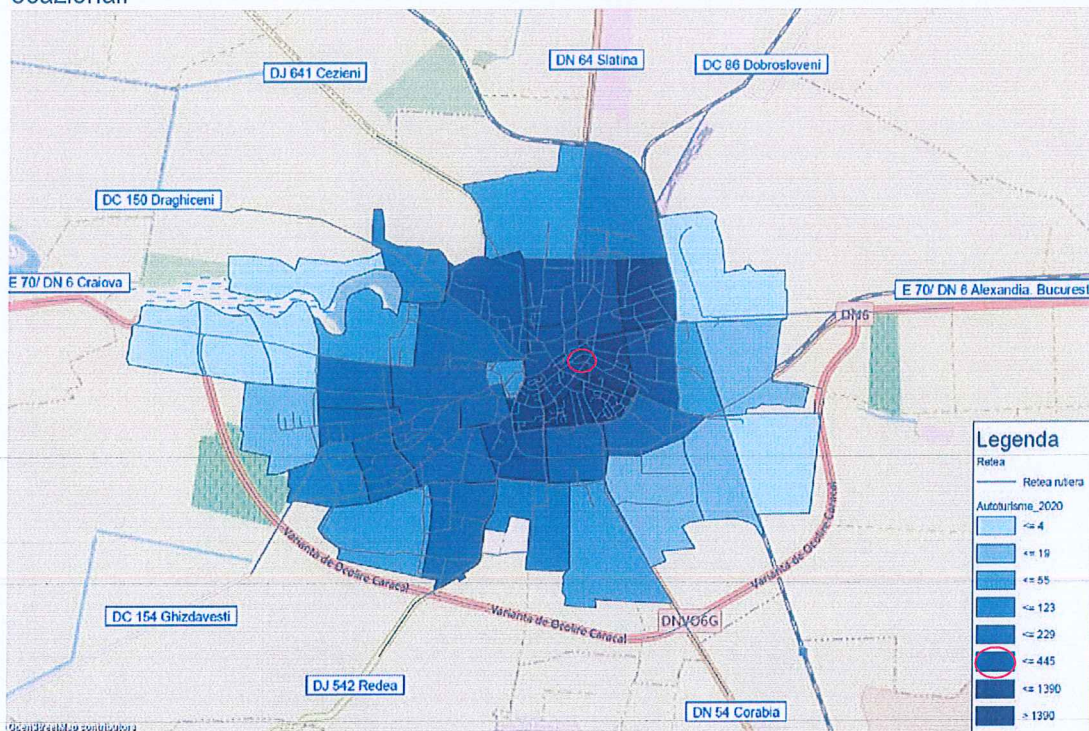 ocazionali
DN 64 Slatina
DJ 641 Cezieni
DC 86 Dobrosloveni
DC 150 Draghiceni
E 70/ DN 6 Craiova
E 70/ DN 6 Alexandia. Bucurest
DN6
Legenda
Retea
Retea rutiera
Autoturisme_2020
<= 4
<= 19
<= 55
<= 123
<= 229
<= 445
<= 1390
≥ 1390
Varianta de Ocolire Caracal
Varianta de Ocolire Caracal
Varianta de Ocolire Caracal
DNVO6G
DC 154 Ghizdavesti
DJ 542 Redea
DN 54 Corabia
OpenStreetMap contributors